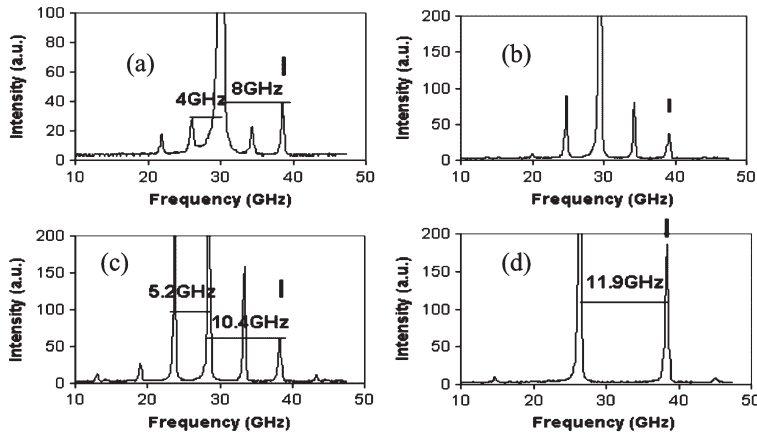 100
80
60
40
20
0
Intensity (a.u.)
(a)
4GHz
8GHz
10 20 30 40 50
Frequency (GHz)
200
150
100
50
0
Intensity (a.u.)
(b)
10 20 30 40 50
Frequency (GHz)
200
150
100
50
0
Intensity (a.u.)
(c)
5.2GHz
10.4GHz
10 20 30 40 50
Frequency (GHz)
200
150
100
50
0
Intensity (a.u.)
(d)
11.9GHz
10 20 30 40 50
Frequency (GHz)